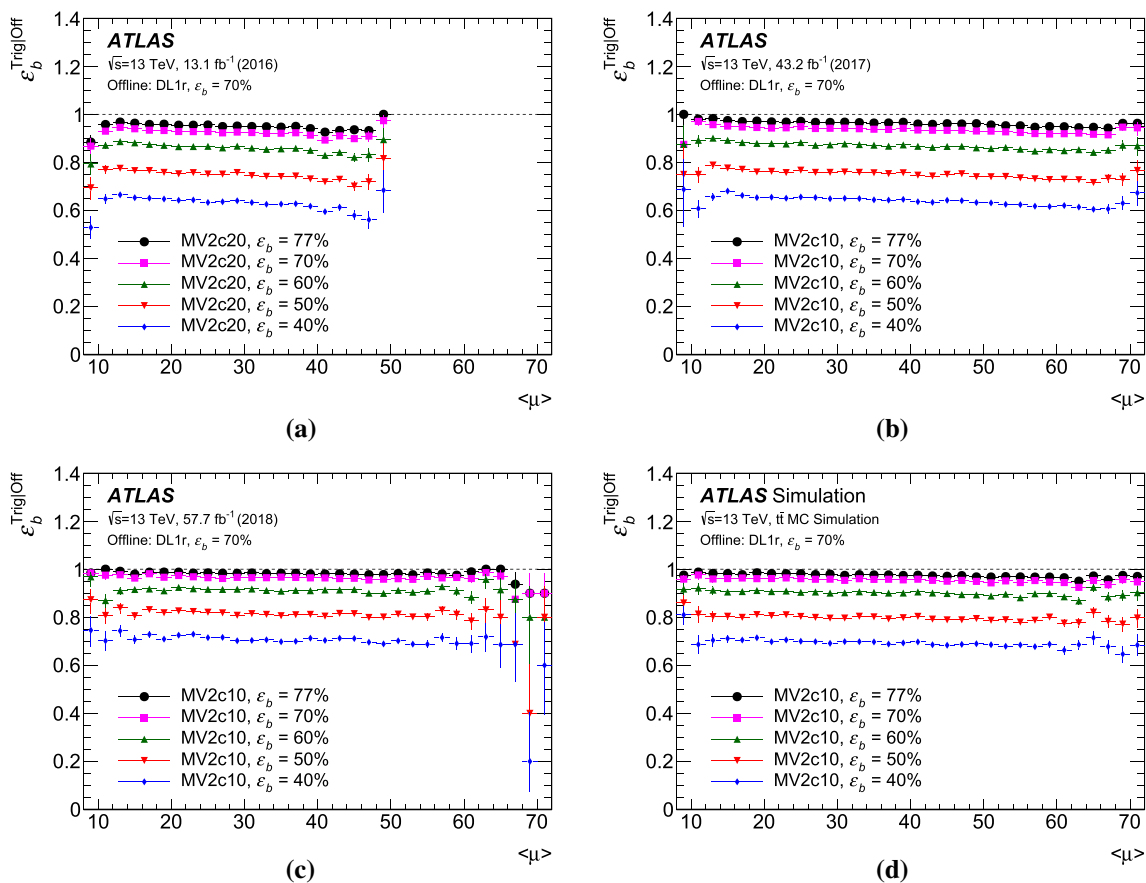 1.4
1.2
1
0.8
0.6
0.4
0.2
0
ε_b^Trig|Off
ATLAS
√s=13 TeV, 13.1 fb⁻¹ (2016)
Offline: DL1r, ε_b = 70%
MV2c20, ε_b = 77%
MV2c20, ε_b = 70%
MV2c20, ε_b = 60%
MV2c20, ε_b = 50%
MV2c20, ε_b = 40%
10 20 30 40 50 60 70
<μ>
(a)
1.4
1.2
1
0.8
0.6
0.4
0.2
0
ε_b^Trig|Off
ATLAS
√s=13 TeV, 43.2 fb⁻¹ (2017)
Offline: DL1r, ε_b = 70%
MV2c10, ε_b = 77%
MV2c10, ε_b = 70%
MV2c10, ε_b = 60%
MV2c10, ε_b = 50%
MV2c10, ε_b = 40%
10 20 30 40 50 60 70
<μ>
(b)
1.4
1.2
1
0.8
0.6
0.4
0.2
0
ε_b^Trig|Off
ATLAS
√s=13 TeV, 57.7 fb⁻¹ (2018)
Offline: DL1r, ε_b = 70%
MV2c10, ε_b = 77%
MV2c10, ε_b = 70%
MV2c10, ε_b = 60%
MV2c10, ε_b = 50%
MV2c10, ε_b = 40%
10 20 30 40 50 60 70
<μ>
(c)
1.4
1.2
1
0.8
0.6
0.4
0.2
0
ε_b^Trig|Off
ATLAS Simulation
√s=13 TeV, tt̄ MC Simulation
Offline: DL1r, ε_b = 70%
MV2c10, ε_b = 77%
MV2c10, ε_b = 70%
MV2c10, ε_b = 60%
MV2c10, ε_b = 50%
MV2c10, ε_b = 40%
10 20 30 40 50 60 70
<μ>
(d)